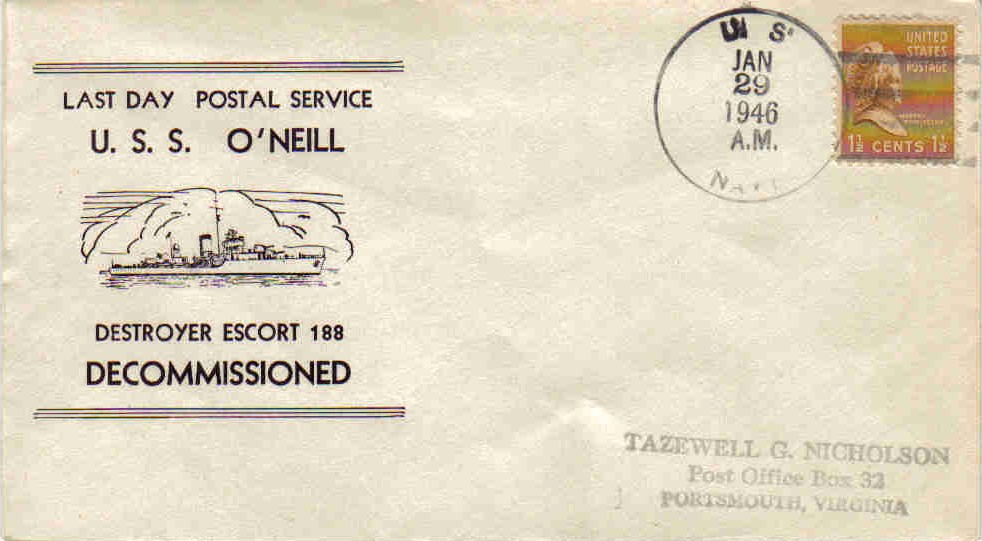 LAST DAY POSTAL SERVICE
U. S. S. O'NEILL
DESTROYER ESCORT 188
DECOMMISSIONED
U. S.
JAN
29
1946
A.M.
NAVY
UNITED
STATES
POSTAGE
1½ CENTS 1½
TAZEWELL G. NICHOLSON
Post Office Box 32
PORTSMOUTH, VIRGINIA